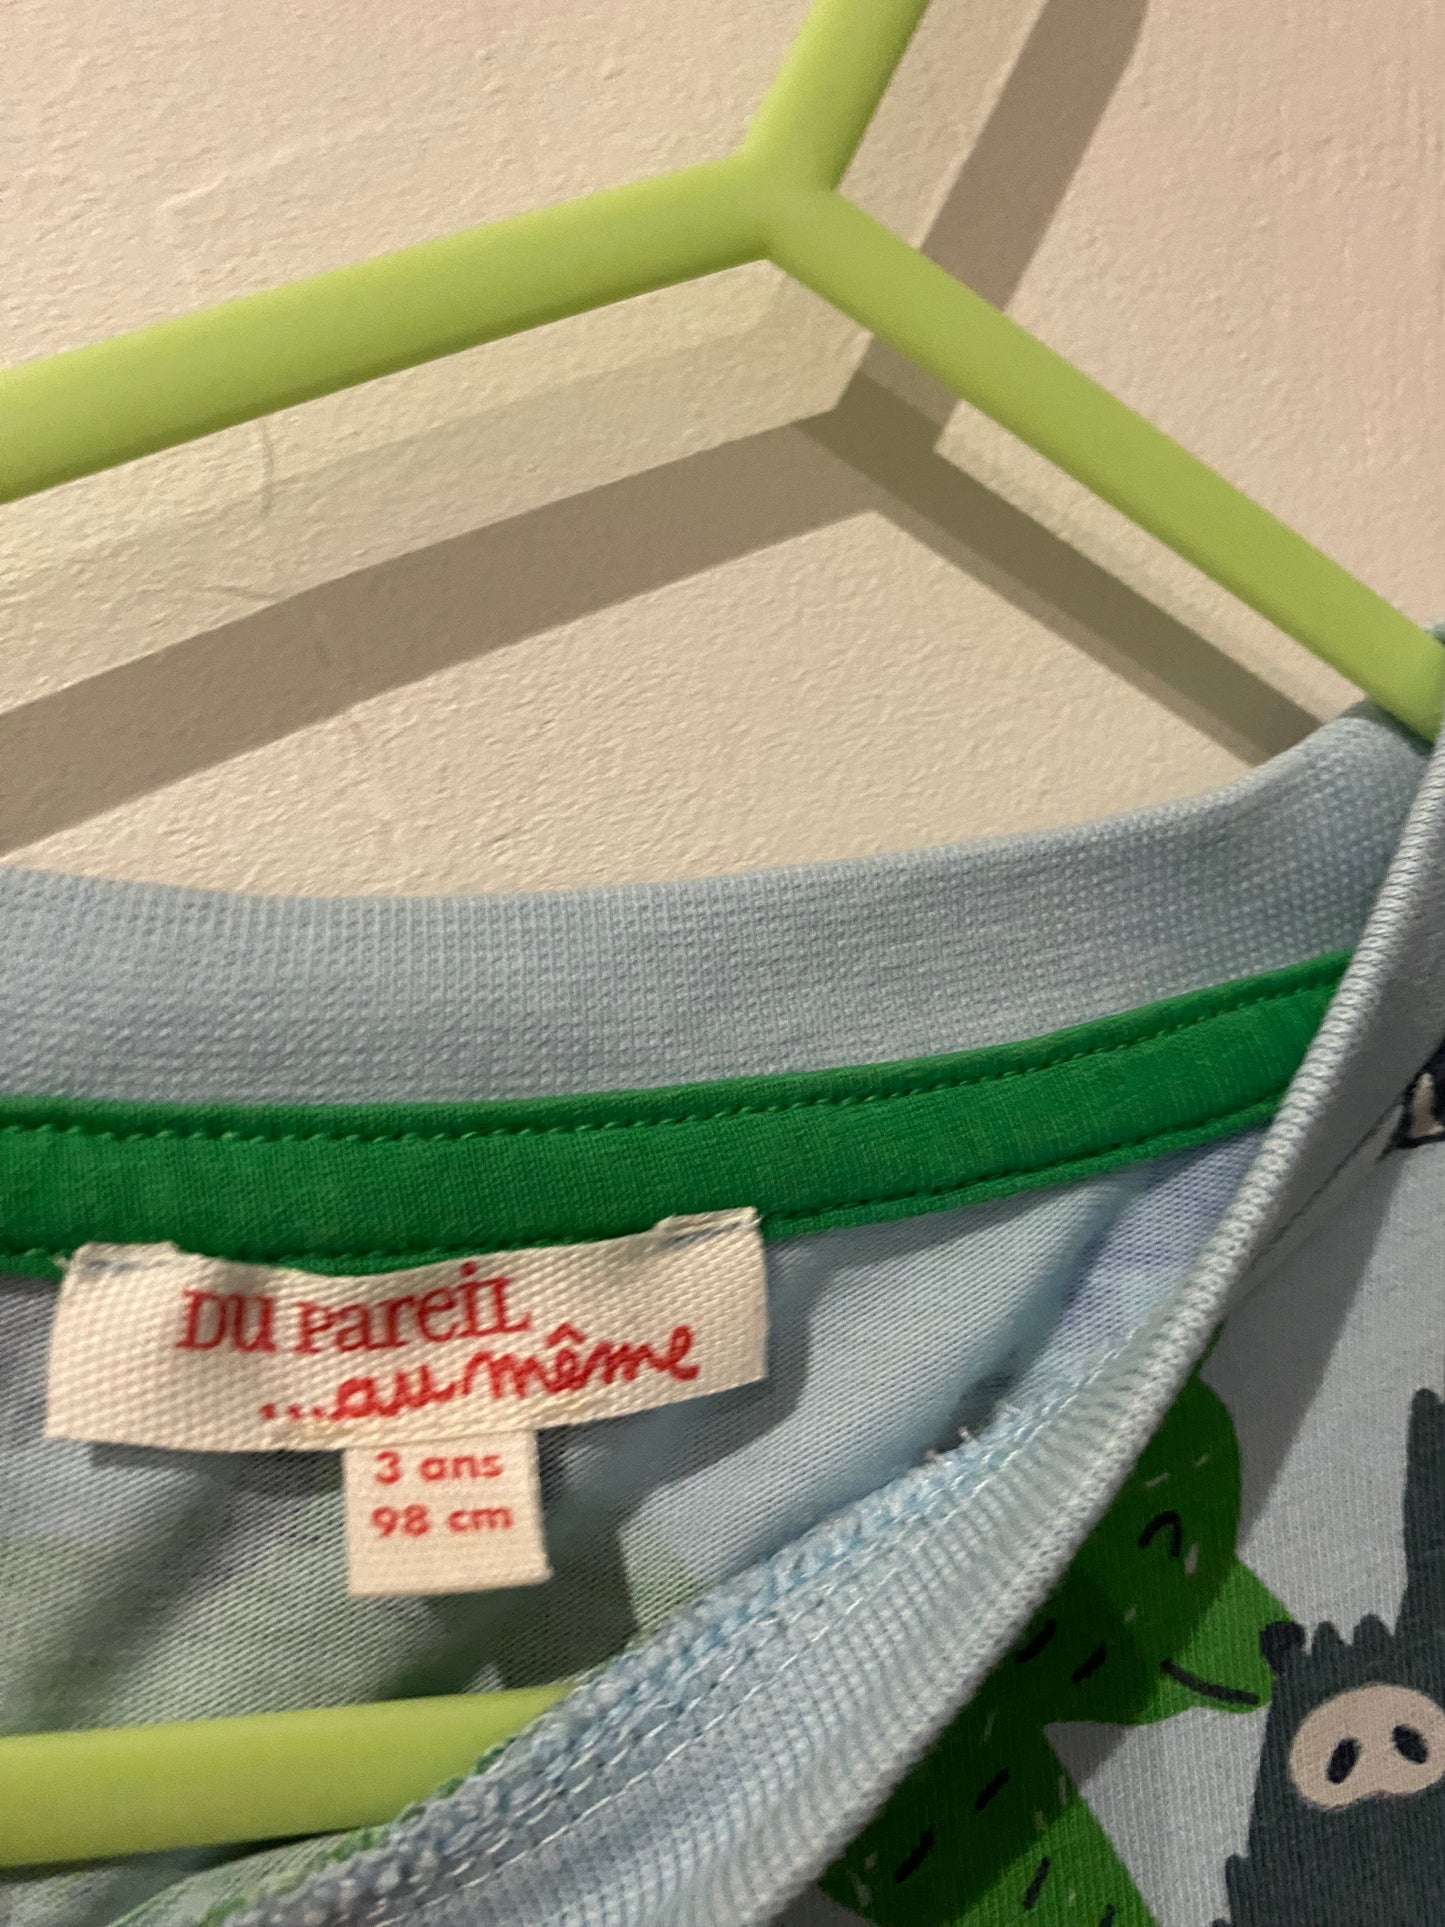 DU PareiL
...au même
3 ans
98 cm